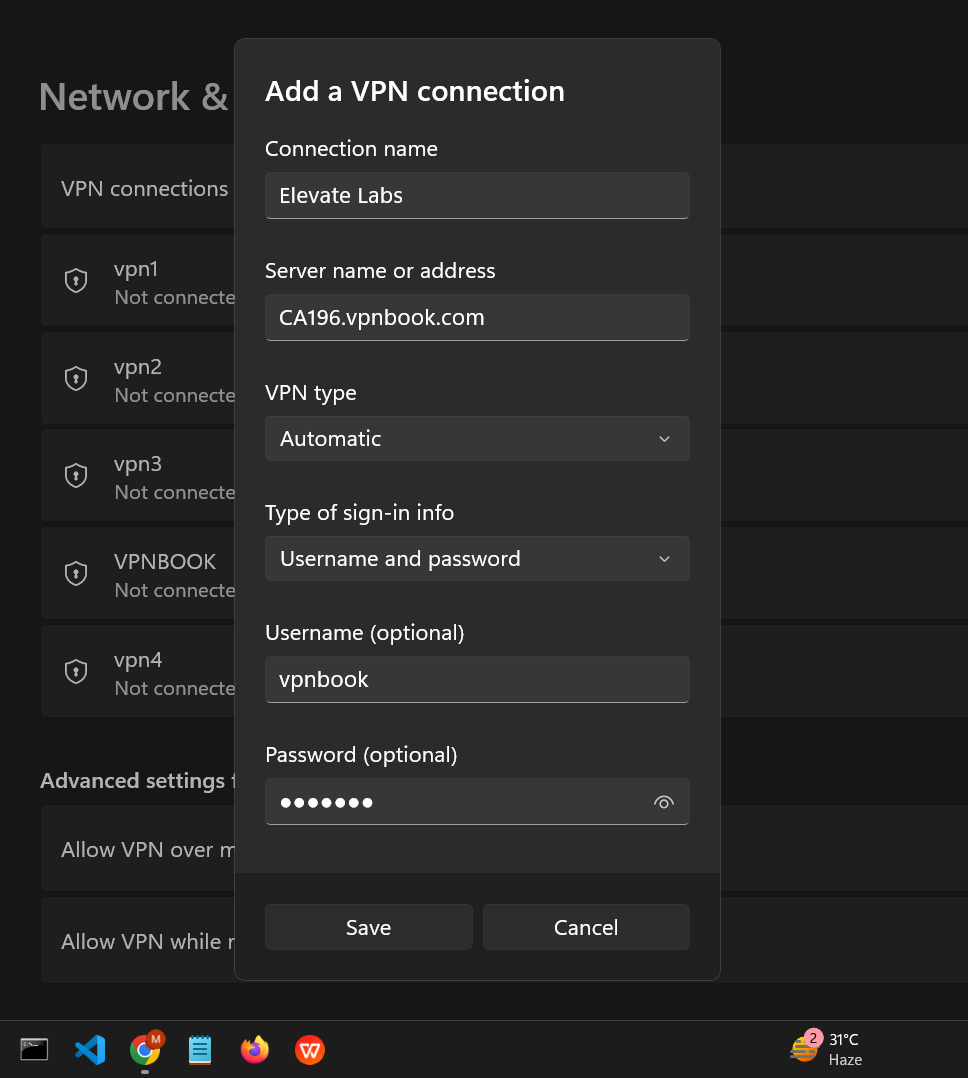 Network &
VPN connections
vpn1
Not connecte
vpn2
Not connecte
vpn3
Not connecte
VPNBOOK
Not connecte
vpn4
Not connecte
Advanced settings f
Allow VPN over m
Allow VPN while r
Add a VPN connection
Connection name
Elevate Labs
Server name or address
CA196.vpnbook.com
VPN type
Automatic
Type of sign-in info
Username and password
Username (optional)
vpnbook
Password (optional)
●●●●●●●
Save
Cancel
M
W
2
31°C
Haze